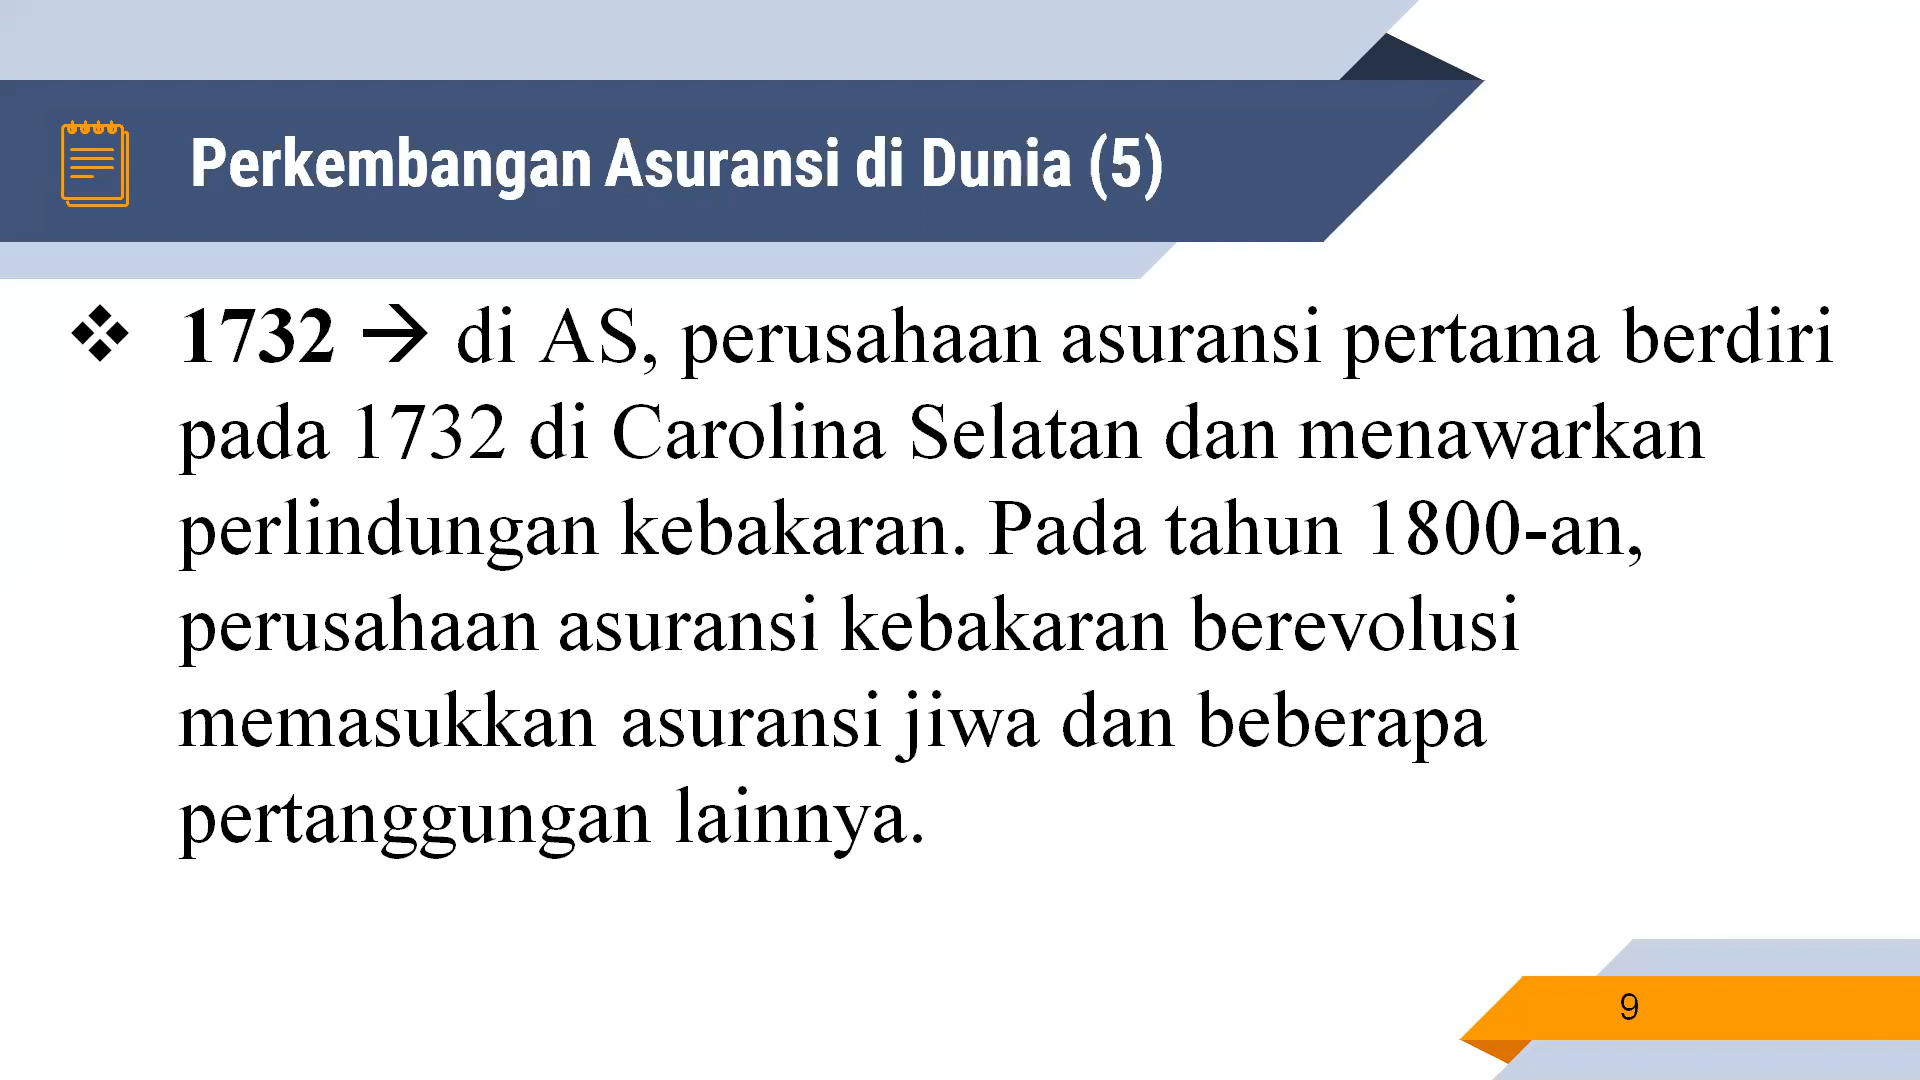 Perkembangan Asuransi di Dunia (5)
❖ 1732 → di AS, perusahaan asuransi pertama berdiri
pada 1732 di Carolina Selatan dan menawarkan
perlindungan kebakaran. Pada tahun 1800-an,
perusahaan asuransi kebakaran berevolusi
memasukkan asuransi jiwa dan beberapa
pertanggungan lainnya.
9